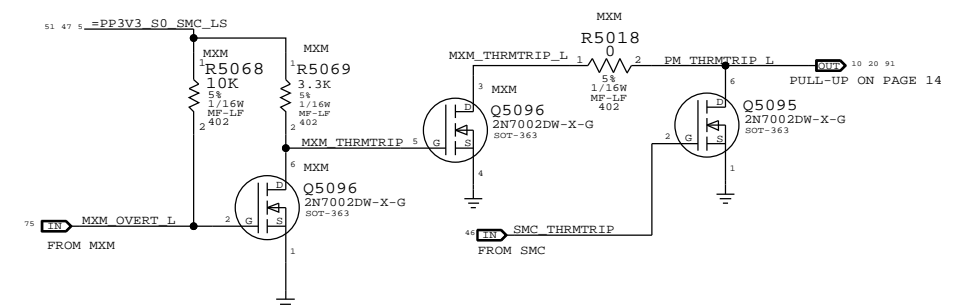 51 47 5 =PP3V3_S0_SMC_LS
MXM
R5068
10K
5%
1/16W
MF-LF
402
1
2
MXM
R5069
3.3K
5%
1/16W
MF-LF
402
1
2
MXM_THRMTRIP
MXM
Q5096
2N7002DW-X-G
SOT-363
6
D
2
G
S
1
75 IN MXM_OVERT_L
FROM MXM
MXM_THRMTRIP_L
MXM
R5018
0
1
2
5%
1/16W
MF-LF
402
3
MXM
D
Q5096
2N7002DW-X-G
SOT-363
5
G
S
4
PM_THRMTRIP_L
OUT 10 20 91
PULL-UP ON PAGE 14
6
D
Q5095
2N7002DW-X-G
SOT-363
2
G
S
1
46 IN SMC_THRMTRIP
FROM SMC